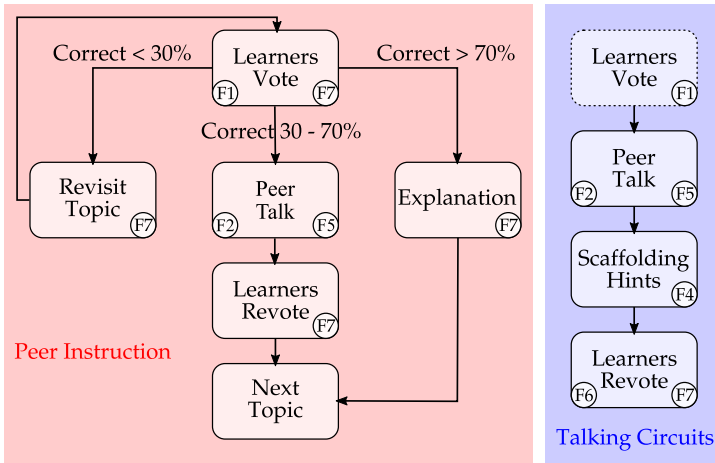 Learners
Vote
F1
F7
Correct < 30%
Correct > 70%
Correct 30 - 70%
Revisit
Topic
F7
Peer
Talk
F2
F5
Explanation
F7
Learners
Revote
F7
Next
Topic
Peer Instruction
Learners
Vote
F1
Peer
Talk
F2
F5
Scaffolding
Hints
F4
Learners
Revote
F6
F7
Talking Circuits